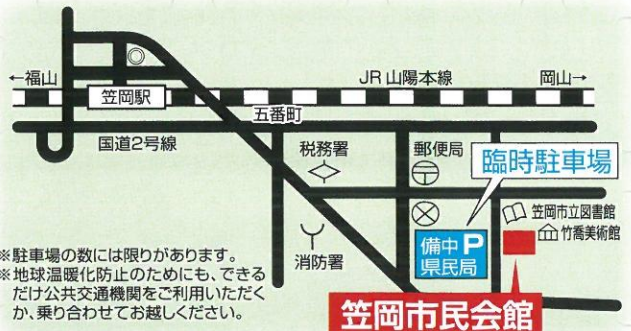 ←福山
JR山陽本線
岡山→
笠岡駅
五番町
国道2号線
税務署
郵便局
臨時駐車場
笠岡市立図書館
竹喬美術館
備中 P
県民局
消防署
※駐車場の数には限りがあります。
※地球温暖化防止のためにも、できる
だけ公共交通機関をご利用いただく
か、乗り合わせてお越しください。
笠岡市民会館